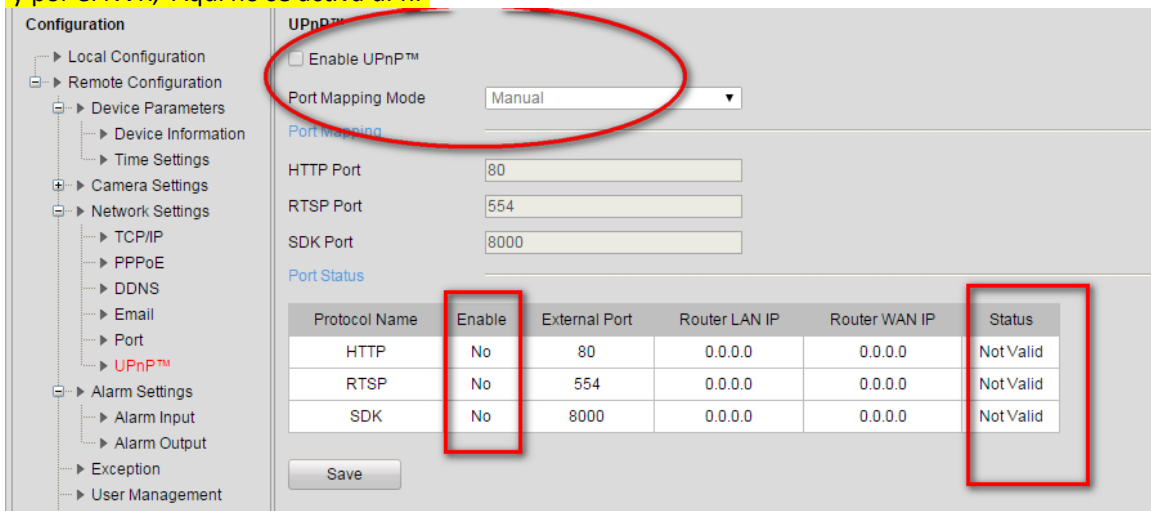 Configuration
Local Configuration
Remote Configuration
Device Parameters
Device Information
Time Settings
Camera Settings
Network Settings
TCP/IP
PPPoE
DDNS
Email
Port
UPnP™
Alarm Settings
Alarm Input
Alarm Output
Exception
User Management
UPnP™
Enable UPnP™
Port Mapping Mode Manual
Port Mapping
HTTP Port 80
RTSP Port 554
SDK Port 8000
Port Status
Protocol Name Enable External Port Router LAN IP Router WAN IP Status
HTTP No 80 0.0.0.0 0.0.0.0 Not Valid
RTSP No 554 0.0.0.0 0.0.0.0 Not Valid
SDK No 8000 0.0.0.0 0.0.0.0 Not Valid
Save